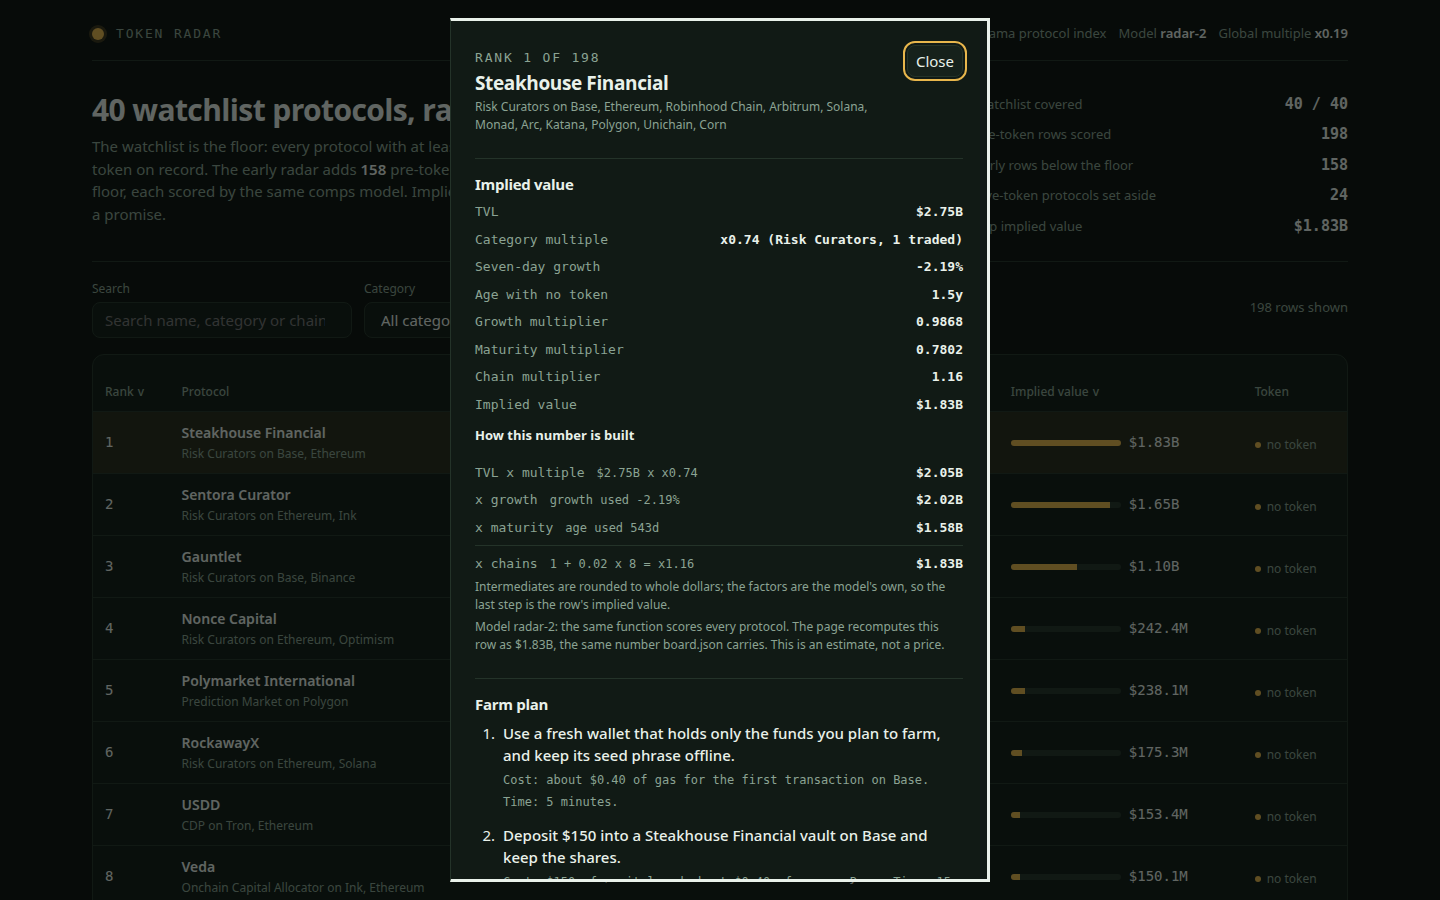 TOKEN RADAR
ama protocol index Model radar-2 Global multiple x0.19
40 watchlist protocols, ra
The watchlist is the floor: every protocol with at lea
token on record. The early radar adds 158 pre-toke
floor, each scored by the same comps model. Implie
a promise.
atchlist covered 40 / 40
e-token rows scored 198
rly rows below the floor 158
ve-token protocols set aside 24
p implied value $1.83B
Search
Search name, category or chain
Category
All catego
198 rows shown
Rank v Protocol Implied value v Token
1 Steakhouse Financial $1.83B no token
Risk Curators on Base, Ethereum
2 Sentora Curator $1.65B no token
Risk Curators on Ethereum, Ink
3 Gauntlet $1.10B no token
Risk Curators on Base, Binance
4 Nonce Capital $242.4M no token
Risk Curators on Ethereum, Optimism
5 Polymarket International $238.1M no token
Prediction Market on Polygon
6 RockawayX $175.3M no token
Risk Curators on Ethereum, Solana
7 USDD $153.4M no token
CDP on Tron, Ethereum
8 Veda $150.1M no token
Onchain Capital Allocator on Ink, Ethereum
RANK 1 OF 198
Close
Steakhouse Financial
Risk Curators on Base, Ethereum, Robinhood Chain, Arbitrum, Solana,
Monad, Arc, Katana, Polygon, Unichain, Corn
Implied value
TVL $2.75B
Category multiple x0.74 (Risk Curators, 1 traded)
Seven-day growth -2.19%
Age with no token 1.5y
Growth multiplier 0.9868
Maturity multiplier 0.7802
Chain multiplier 1.16
Implied value $1.83B
How this number is built
TVL x multiple $2.75B x x0.74 $2.05B
x growth growth used -2.19% $2.02B
x maturity age used 543d $1.58B
x chains 1 + 0.02 x 8 = x1.16 $1.83B
Intermediates are rounded to whole dollars; the factors are the model's own, so the
last step is the row's implied value.
Model radar-2: the same function scores every protocol. The page recomputes this
row as $1.83B, the same number board.json carries. This is an estimate, not a price.
Farm plan
1. Use a fresh wallet that holds only the funds you plan to farm,
and keep its seed phrase offline.
Cost: about $0.40 of gas for the first transaction on Base.
Time: 5 minutes.
2. Deposit $150 into a Steakhouse Financial vault on Base and
keep the shares.